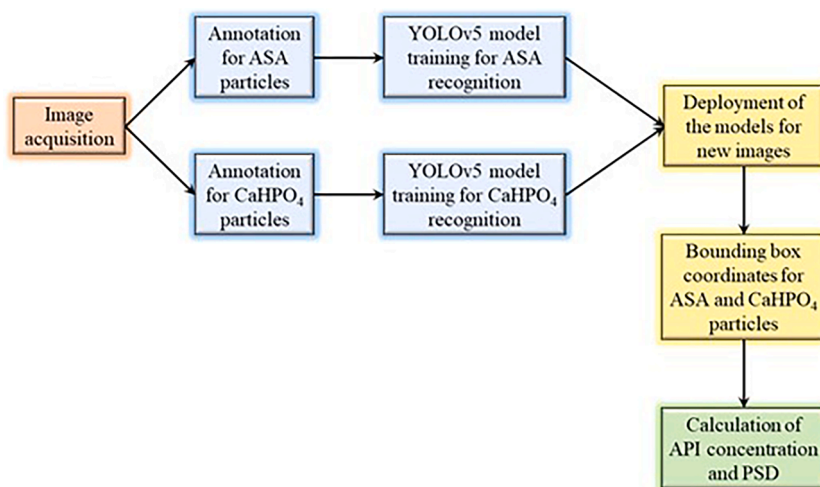 Image
acquisition
Annotation
for ASA
particles
YOLOv5 model
training for ASA
recognition
Annotation
for CaHPO₄
particles
YOLOv5 model
training for CaHPO₄
recognition
Deployment of
the models for
new images
Bounding box
coordinates for
ASA and CaHPO₄
particles
Calculation of
API concentration
and PSD